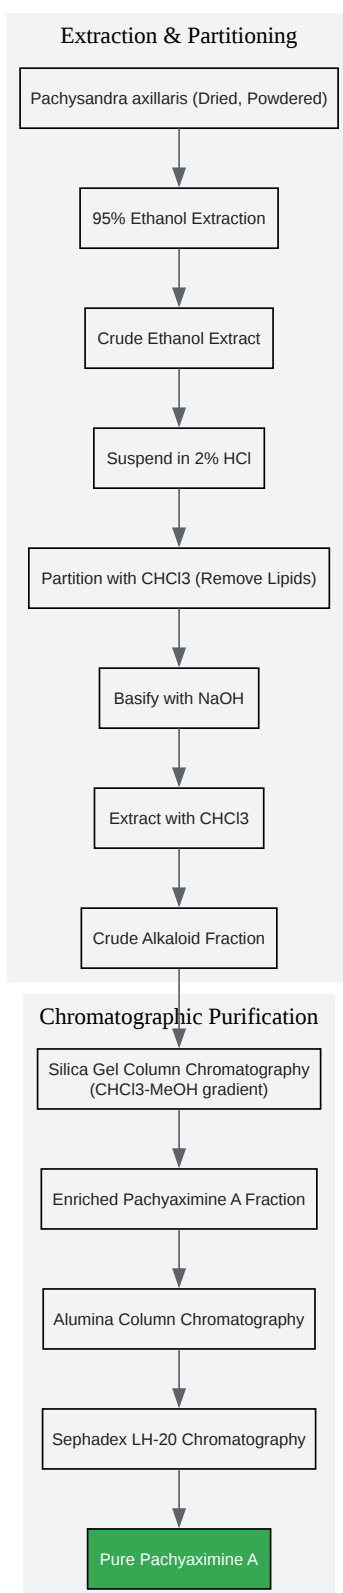 Extraction & Partitioning
Pachysandra axillaris (Dried, Powdered)
95% Ethanol Extraction
Crude Ethanol Extract
Suspend in 2% HCl
Partition with CHCl3 (Remove Lipids)
Basify with NaOH
Extract with CHCl3
Crude Alkaloid Fraction
Chromatographic Purification
Silica Gel Column Chromatography
(CHCl3-MeOH gradient)
Enriched Pachyaximine A Fraction
Alumina Column Chromatography
Sephadex LH-20 Chromatography
Pure Pachyaximine A